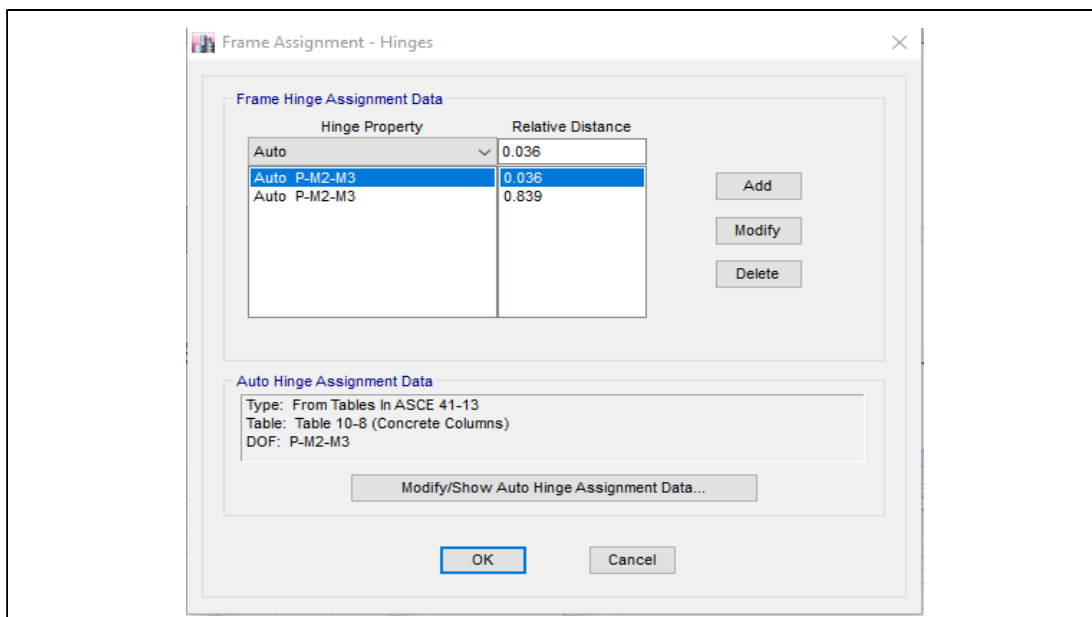 Frame Assignment - Hinges
Frame Hinge Assignment Data
Hinge Property Relative Distance
Auto 0.036
Auto P-M2-M3 0.036
Auto P-M2-M3 0.839
Add
Modify
Delete
Auto Hinge Assignment Data
Type: From Tables In ASCE 41-13
Table: Table 10-8 (Concrete Columns)
DOF: P-M2-M3
Modify/Show Auto Hinge Assignment Data...
OK Cancel